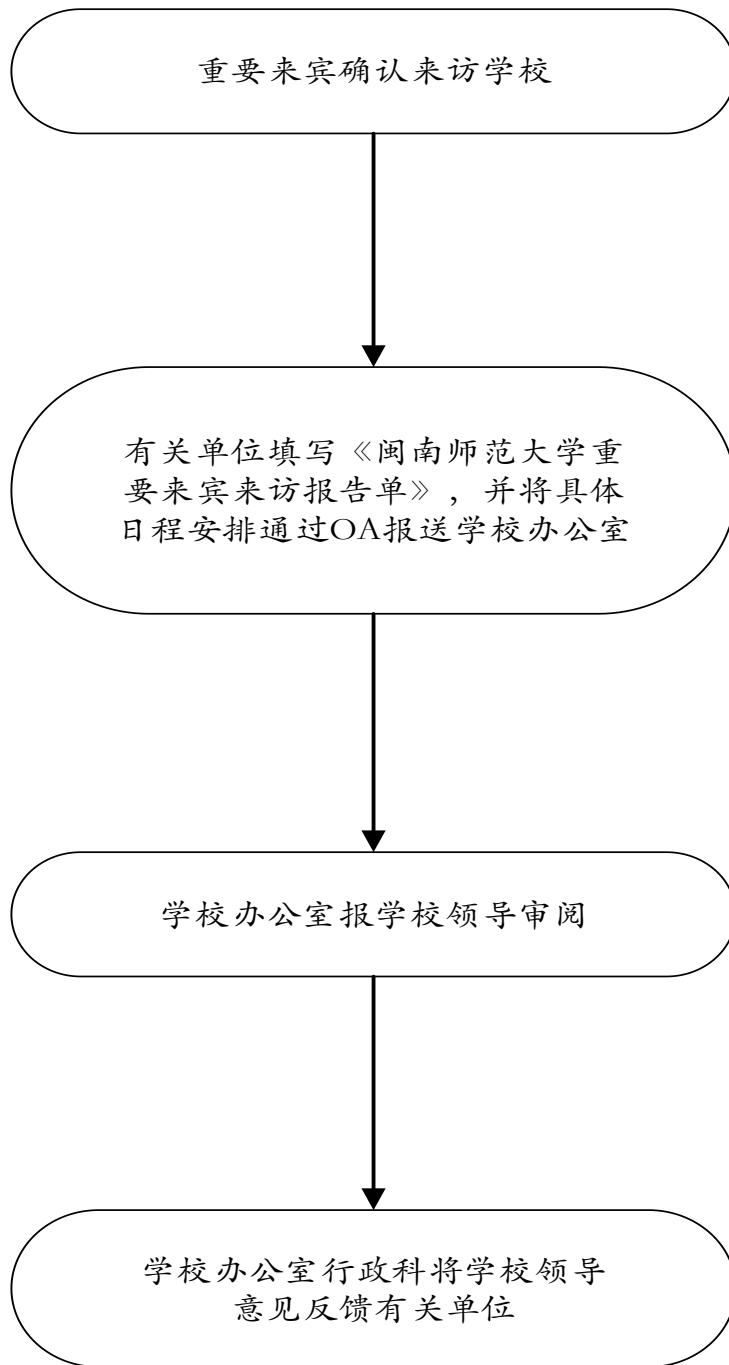 重要来宾确认来访学校
有关单位填写《闽南师范大学重
要来宾来访报告单》，并将具体
日程安排通过OA报送学校办公室
学校办公室报学校领导审阅
学校办公室行政科将学校领导
意见反馈有关单位